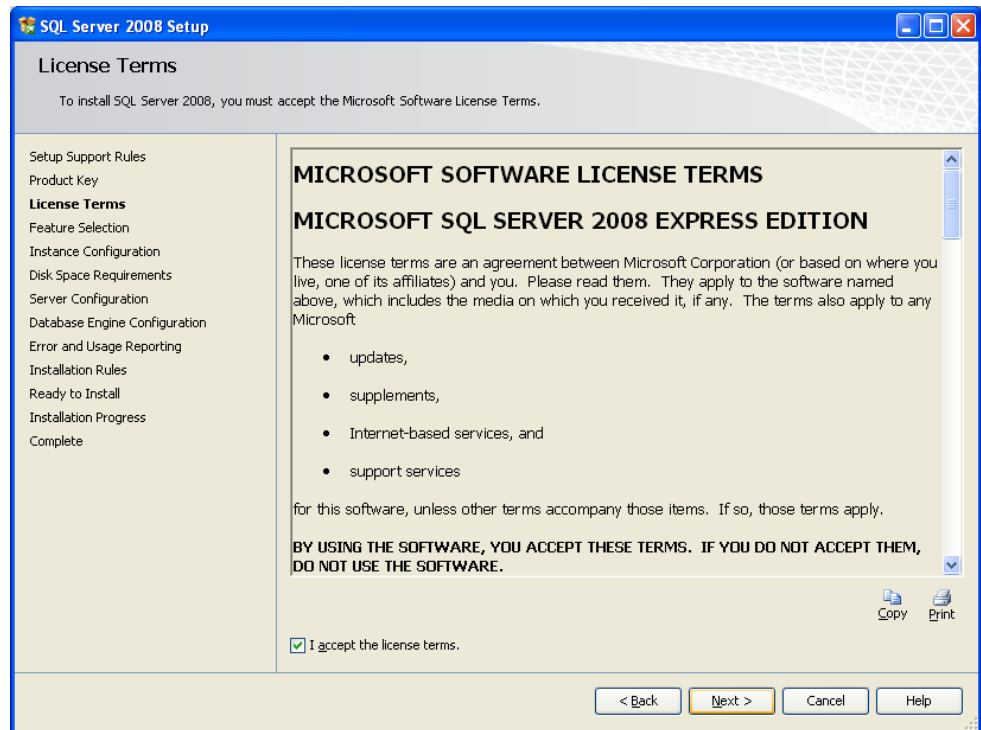 SQL Server 2008 Setup
License Terms
To install SQL Server 2008, you must accept the Microsoft Software License Terms.
Setup Support Rules
Product Key
License Terms
Feature Selection
Instance Configuration
Disk Space Requirements
Server Configuration
Database Engine Configuration
Error and Usage Reporting
Installation Rules
Ready to Install
Installation Progress
Complete
MICROSOFT SOFTWARE LICENSE TERMS
MICROSOFT SQL SERVER 2008 EXPRESS EDITION
These license terms are an agreement between Microsoft Corporation (or based on where you
live, one of its affiliates) and you. Please read them. They apply to the software named
above, which includes the media on which you received it, if any. The terms also apply to any
Microsoft
• updates,
• supplements,
• Internet-based services, and
• support services
for this software, unless other terms accompany those items. If so, those terms apply.
BY USING THE SOFTWARE, YOU ACCEPT THESE TERMS. IF YOU DO NOT ACCEPT THEM,
DO NOT USE THE SOFTWARE.
Copy Print
I accept the license terms.
< Back Next > Cancel Help